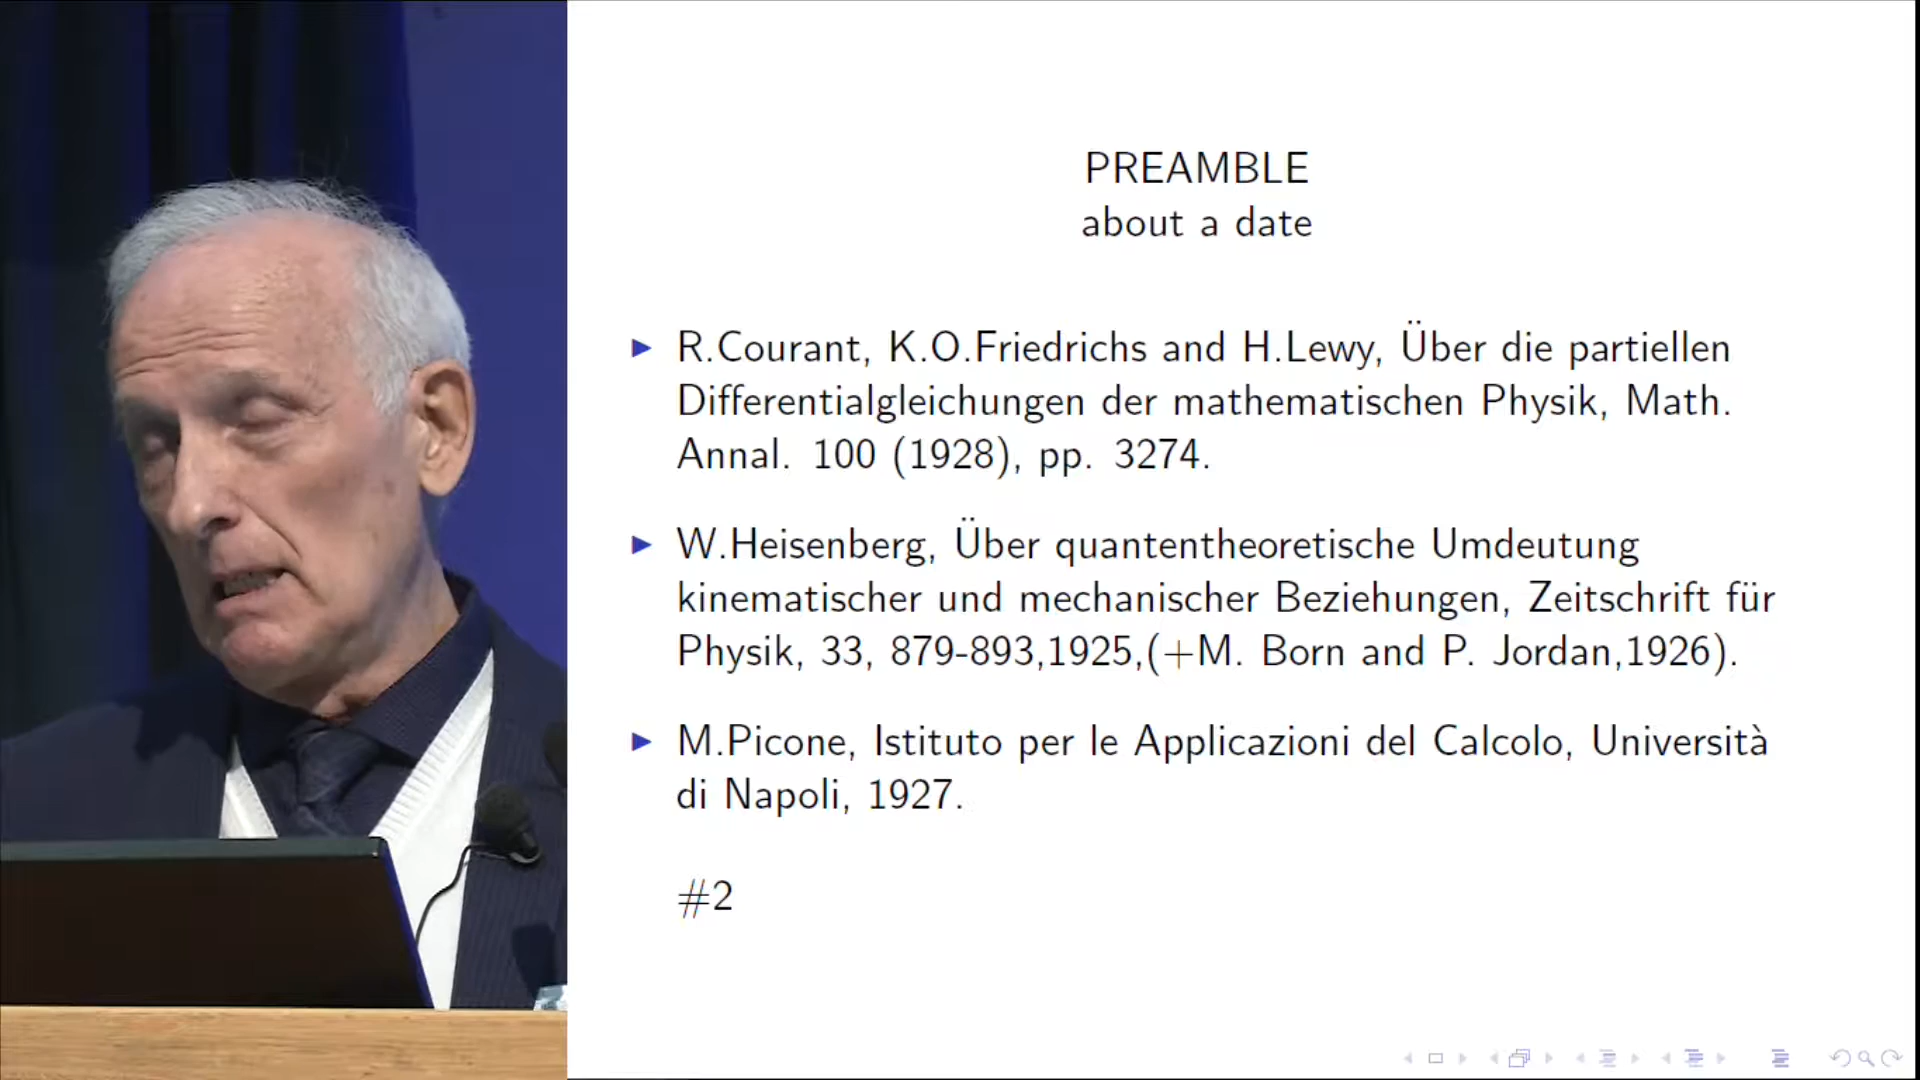 PREAMBLE
about a date
R.Courant, K.O.Friedrichs and H.Lewy, Über die partiellen
Differentialgleichungen der mathematischen Physik, Math.
Annal. 100 (1928), pp. 3274.
W.Heisenberg, Über quantentheoretische Umdeutung
kinematischer und mechanischer Beziehungen, Zeitschrift für
Physik, 33, 879-893,1925,(+M. Born and P. Jordan,1926).
M.Picone, Istituto per le Applicazioni del Calcolo, Università
di Napoli, 1927.
#2